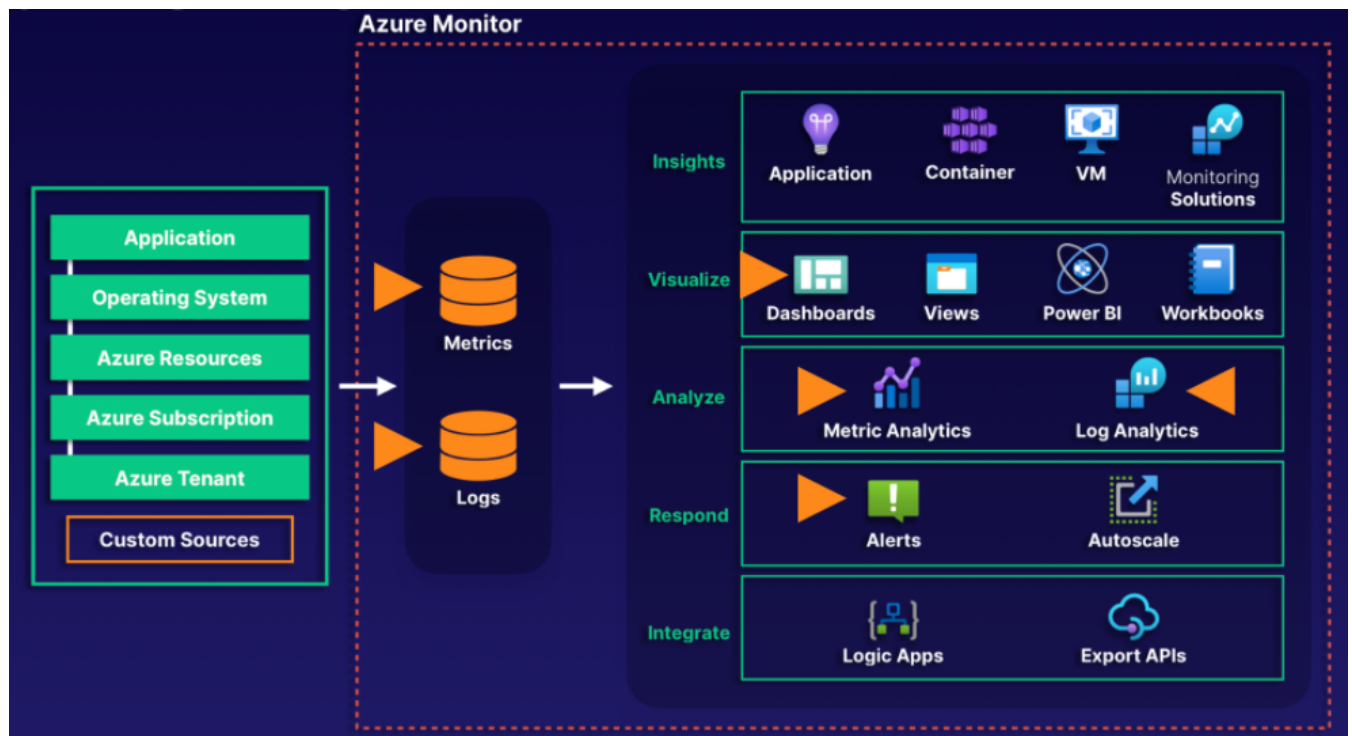 Azure Monitor
Application
Operating System
Azure Resources
Azure Subscription
Azure Tenant
Custom Sources
Metrics
Logs
Insights
Application
Container
VM
Monitoring
Solutions
Visualize
Dashboards
Views
Power BI
Workbooks
Analyze
Metric Analytics
Log Analytics
Respond
Alerts
Autoscale
Integrate
Logic Apps
Export APIs